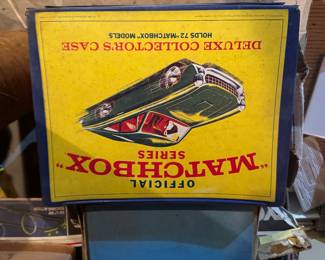 OFFICIAL
"MATCHBOX"
SERIES
DELUXE COLLECTOR'S CASE
HOLDS 72 "MATCHBOX" MODELS